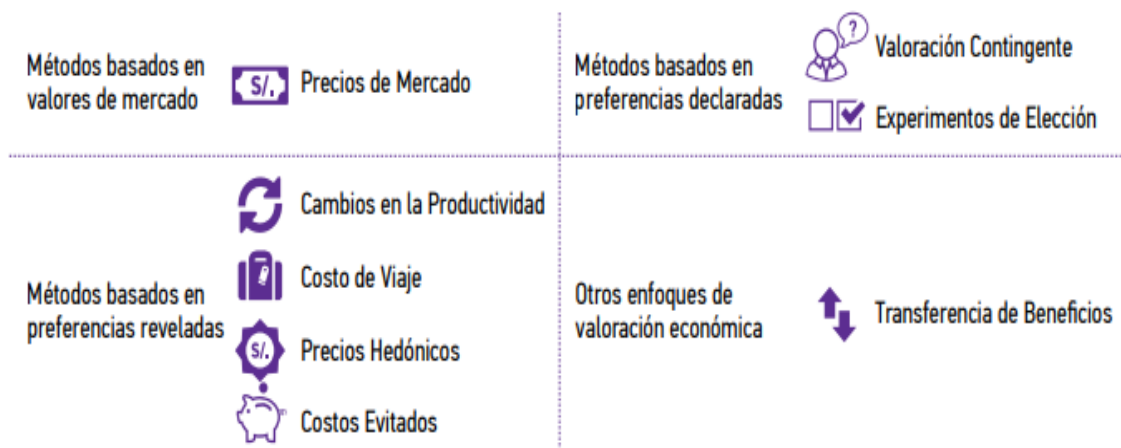 Métodos basados en
valores de mercado
S/.
Precios de Mercado
Métodos basados en
preferencias declaradas
?
Valoración Contingente
Experimentos de Elección
Métodos basados en
preferencias reveladas
Cambios en la Productividad
Costo de Viaje
S/.
Precios Hedónicos
Costos Evitados
Otros enfoques de
valoración económica
Transferencia de Beneficios